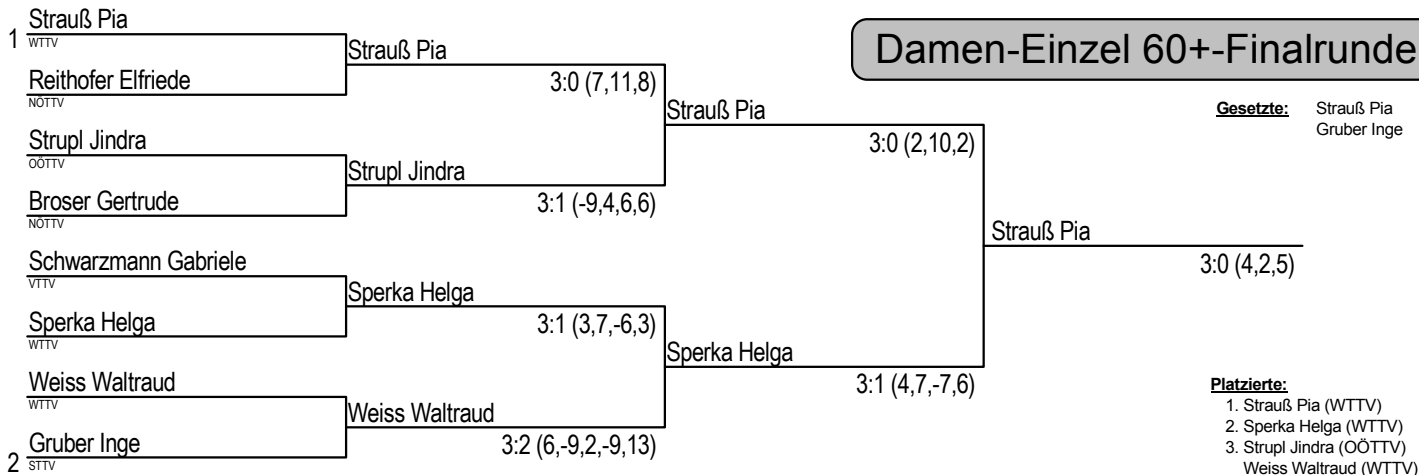 Damen-Einzel 60+-Finalrunde
Gesetzte: Strauß Pia
Gruber Inge
1 Strauß Pia
WTTV
Reithofer Elfriede
NÖTTV
Strupl Jindra
OÖTTV
Broser Gertrude
NÖTTV
Schwarzmann Gabriele
VTTV
Sperka Helga
WTTV
Weiss Waltraud
WTTV
2 Gruber Inge
STTV
Strauß Pia
3:0 (7,11,8)
Strupl Jindra
3:1 (-9,4,6,6)
Sperka Helga
3:1 (3,7,-6,3)
Weiss Waltraud
3:2 (6,-9,2,-9,13)
Strauß Pia
3:0 (2,10,2)
Sperka Helga
3:1 (4,7,-7,6)
Strauß Pia
3:0 (4,2,5)
Platzierte:
1. Strauß Pia (WTTV)
2. Sperka Helga (WTTV)
3. Strupl Jindra (OÖTTV)
Weiss Waltraud (WTTV)